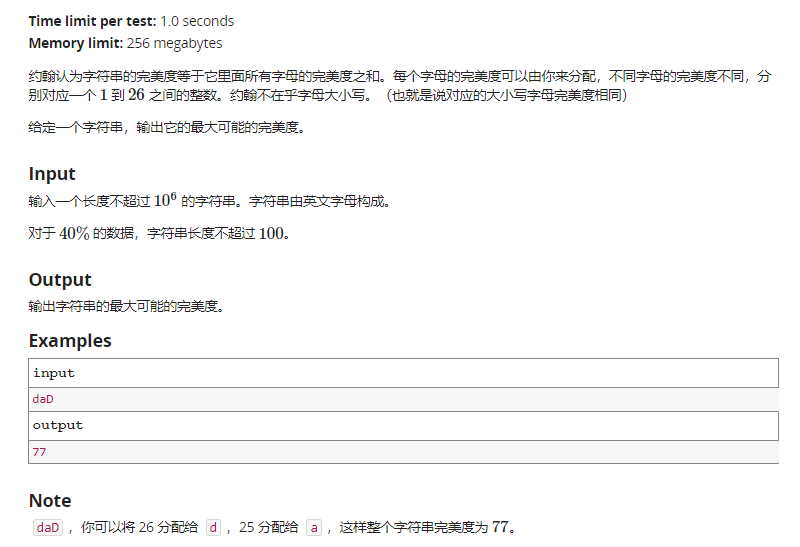 Time limit per test: 1.0 seconds
Memory limit: 256 megabytes
约翰认为字符串的完美度等于它里面所有字母的完美度之和。每个字母的完美度可以由你来分配，不同字母的完美度不同，分
别对应一个 1 到 26 之间的整数。约翰不在乎字母大小写。（也就是说对应的大小写字母完美度相同）
给定一个字符串，输出它的最大可能的完美度。
Input
输入一个长度不超过 10^6 的字符串。字符串由英文字母构成。
对于 40% 的数据，字符串长度不超过 100。
Output
输出字符串的最大可能的完美度。
Examples
input
daD
output
77
Note
daD ，你可以将 26 分配给 d ，25 分配给 a ，这样整个字符串完美度为 77。